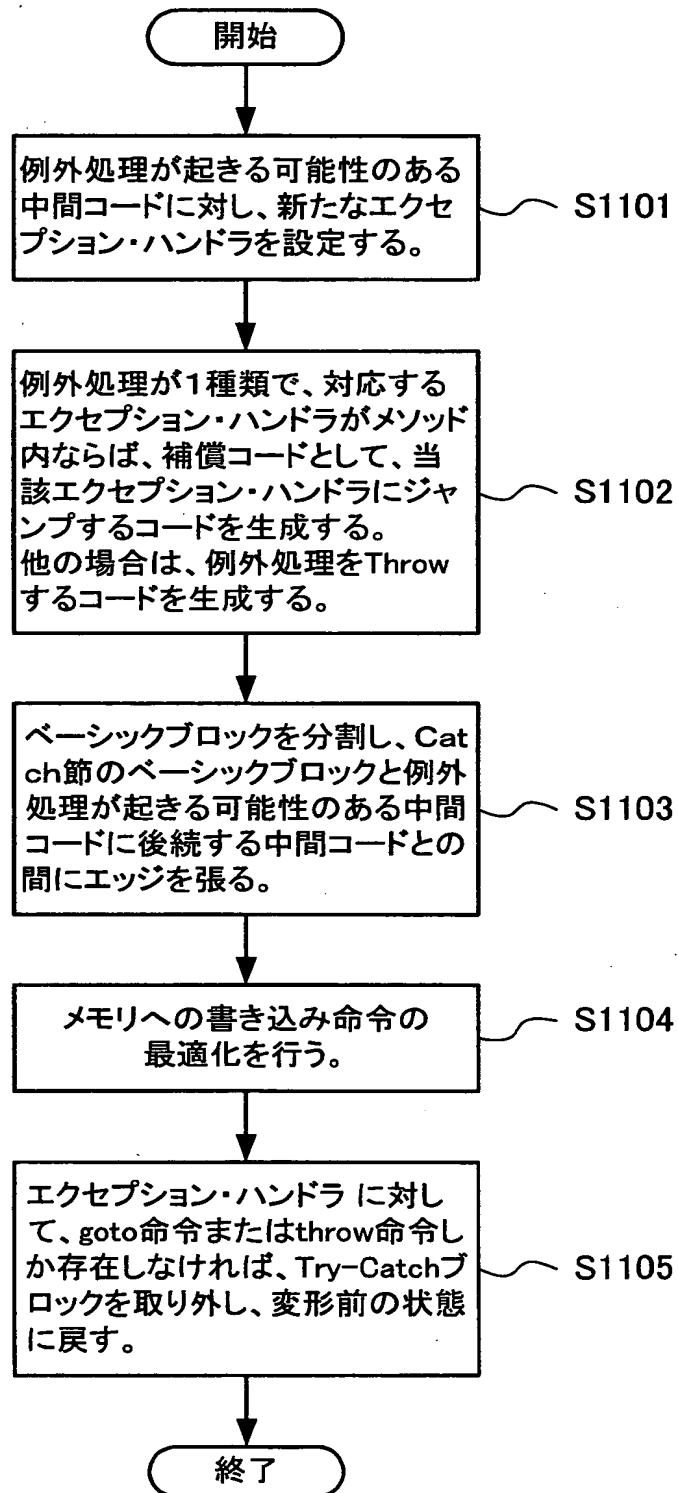 開始
例外処理が起きる可能性のある
中間コードに対し、新たなエクセ
プション・ハンドラを設定する。
S1101
例外処理が1種類で、対応する
エクセプション・ハンドラがメソッド
内ならば、補償コードとして、当
該エクセプション・ハンドラにジャ
ンプするコードを生成する。
他の場合は、例外処理をThrow
するコードを生成する。
S1102
ベーシックブロックを分割し、Cat
ch節のベーシックブロックと例外
処理が起きる可能性のある中間
コードに後続する中間コードとの
間にエッジを張る。
S1103
メモリへの書き込み命令の
最適化を行う。
S1104
エクセプション・ハンドラ に対し
て、goto命令またはthrow命令し
か存在しなければ、Try-Catchブ
ロックを取り外し、変形前の状態
に戻す。
S1105
終了